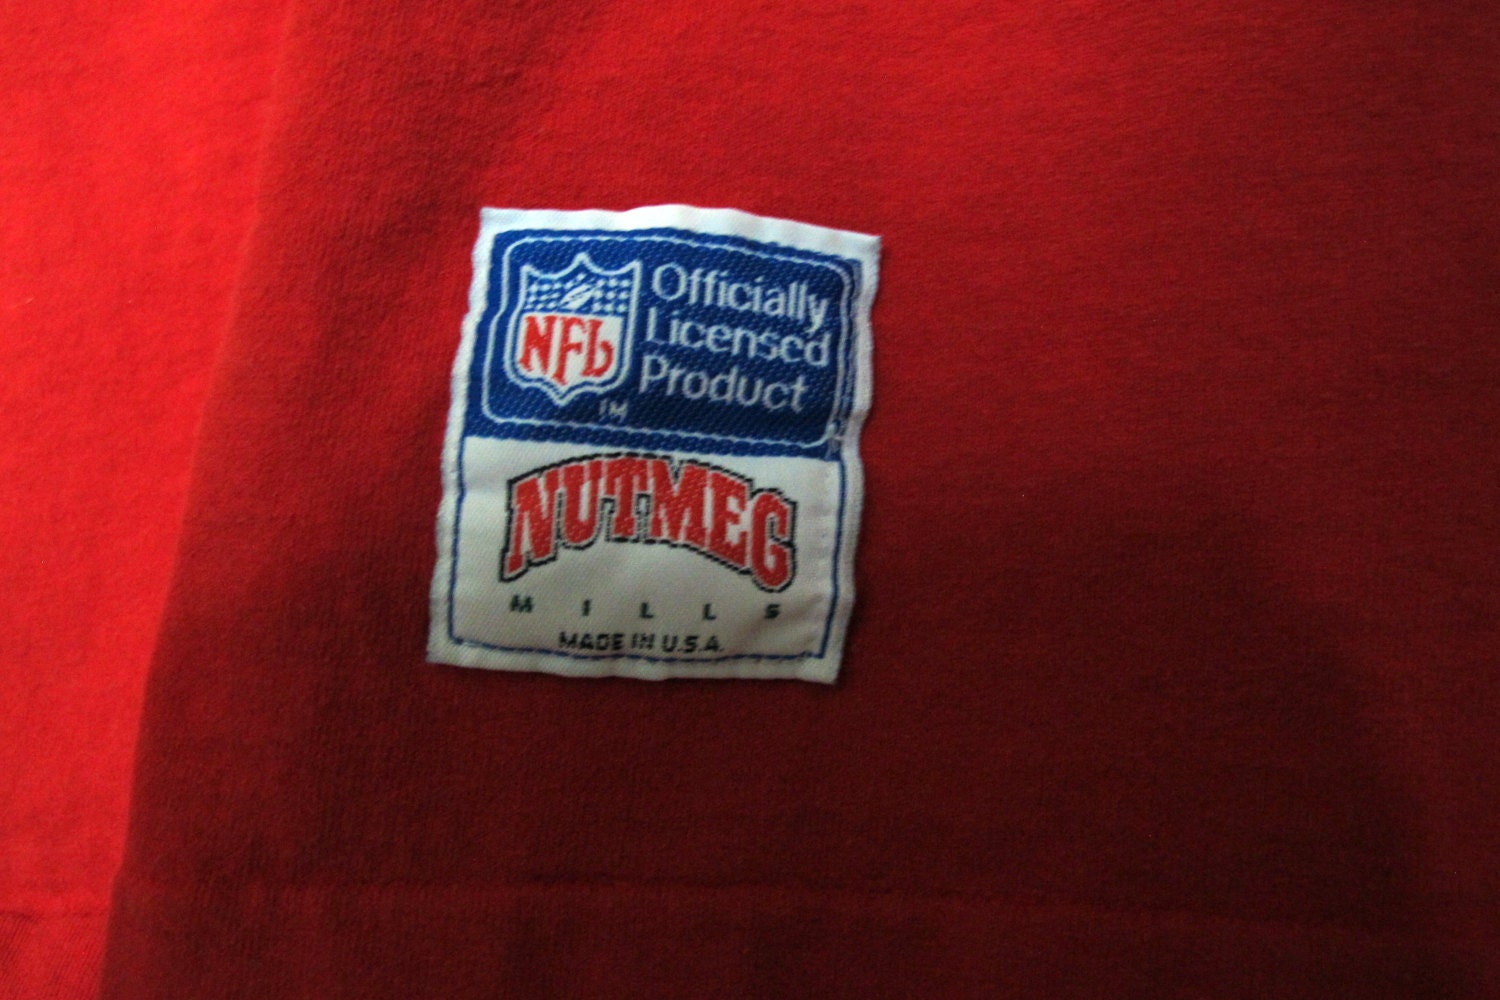 NFL
Officially
Licensed
Product
TM
NUTMEG
MILLS
MADE IN U.S.A.